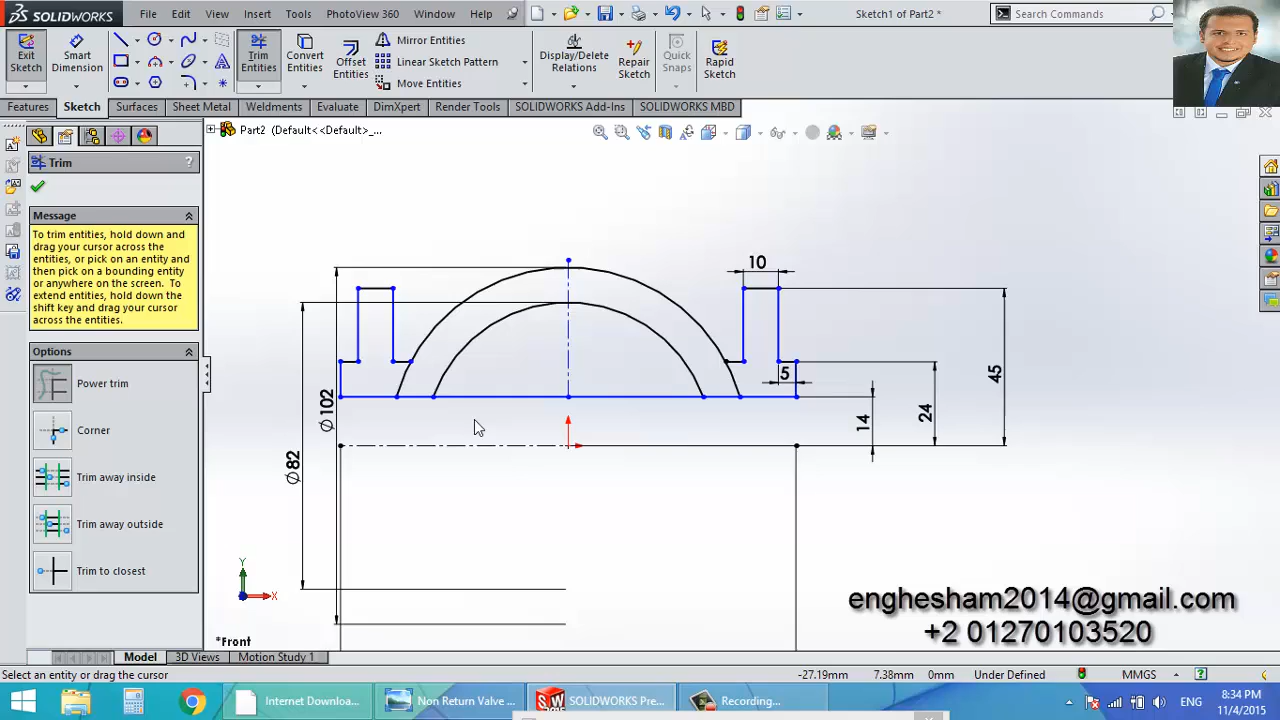 SOLIDWORKS File Edit View Insert Tools PhotoView 360 Window Help Sketch1 of Part2 * Search Commands
Exit Sketch
Smart Dimension
Trim Entities
Convert Entities
Offset Entities
Mirror Entities
Linear Sketch Pattern
Move Entities
Display/Delete Relations
Repair Sketch
Quick Snaps
Rapid Sketch
Features Sketch Surfaces Sheet Metal Weldments Evaluate DimXpert Render Tools SOLIDWORKS Add-Ins SOLIDWORKS MBD
Part2 (Default<<Default>_...
Trim ?
Message
To trim entities, hold down and
drag your cursor across the
entities, or pick on an entity and
then pick on a bounding entity
or anywhere on the screen. To
extend entities, hold down the
shift key and drag your cursor
across the entities.
Options
Power trim
Corner
Trim away inside
Trim away outside
Trim to closest
10
5
45
24
14
Ø102
Ø82
Y
X
*Front
enghesham2014@gmail.com
+2 01270103520
Model 3D Views Motion Study 1
Select an entity or drag the cursor -27.19mm 7.38mm 0mm Under Defined MMGS
Internet Downloa... Non Return Valve ... SOLIDWORKS Pre... Recording... ENG 8:34 PM
11/4/2015